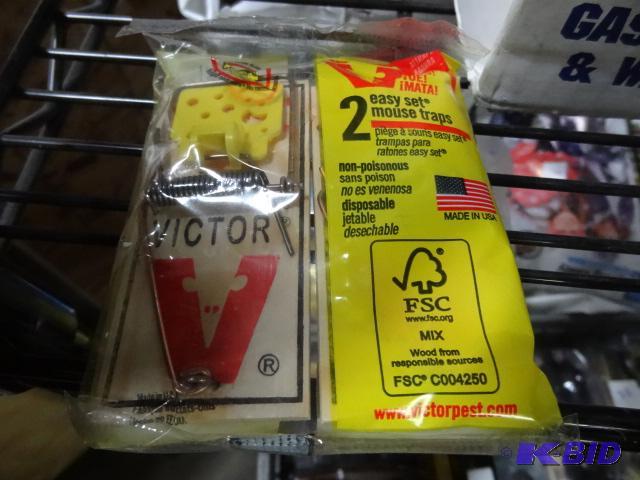 GAS
& W
TUE!
¡MATA!
2 easy set®
mouse traps
piège à souris easy set®
trampas para
ratones easy set®
non-poisonous
sans poison
no es venenosa
disposable
jetable
desechable
MADE IN USA
FSC
www.fsc.org
MIX
Wood from
responsible sources
FSC® C004250
www.victorpest.com
VICTOR
V
®
© K-BID